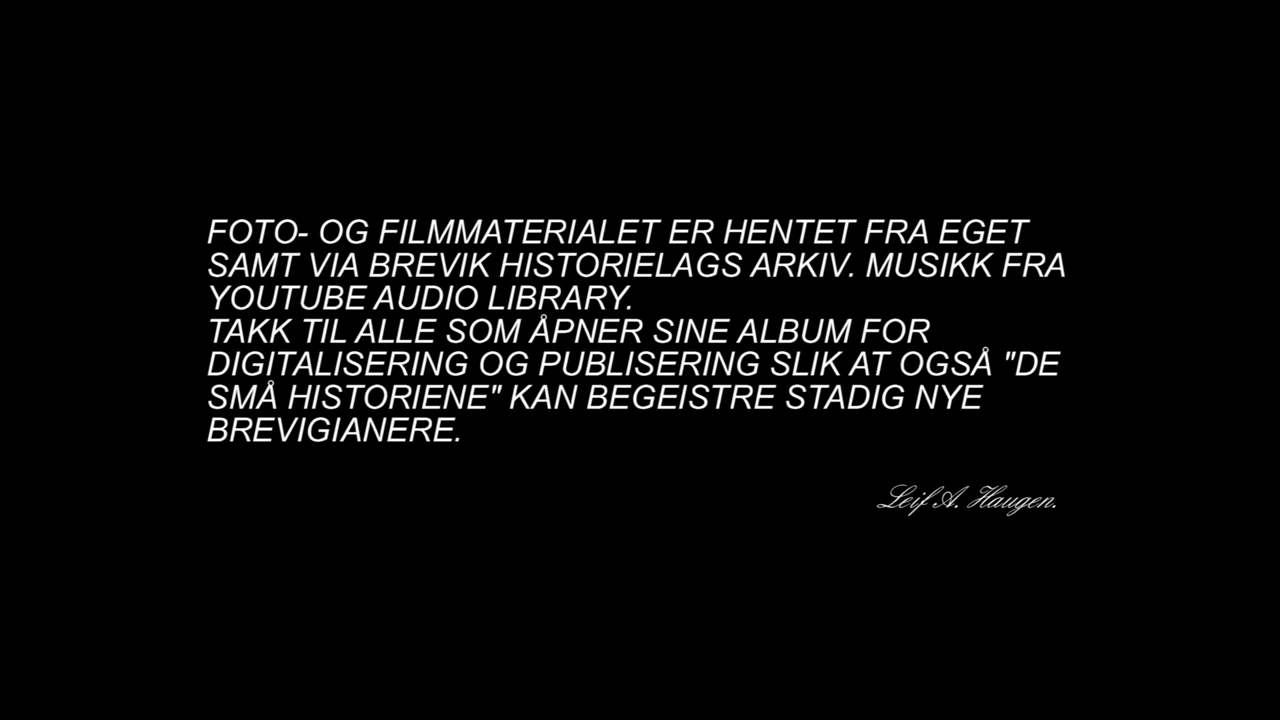 FOTO- OG FILMMATERIALET ER HENTET FRA EGET
SAMT VIA BREVIK HISTORIELAGS ARKIV. MUSIKK FRA
YOUTUBE AUDIO LIBRARY.
TAKK TIL ALLE SOM ÅPNER SINE ALBUM FOR
DIGITALISERING OG PUBLISERING SLIK AT OGSÅ "DE
SMÅ HISTORIENE" KAN BEGEISTRE STADIG NYE
BREVIGIANERE.
Leif A. Haugen.